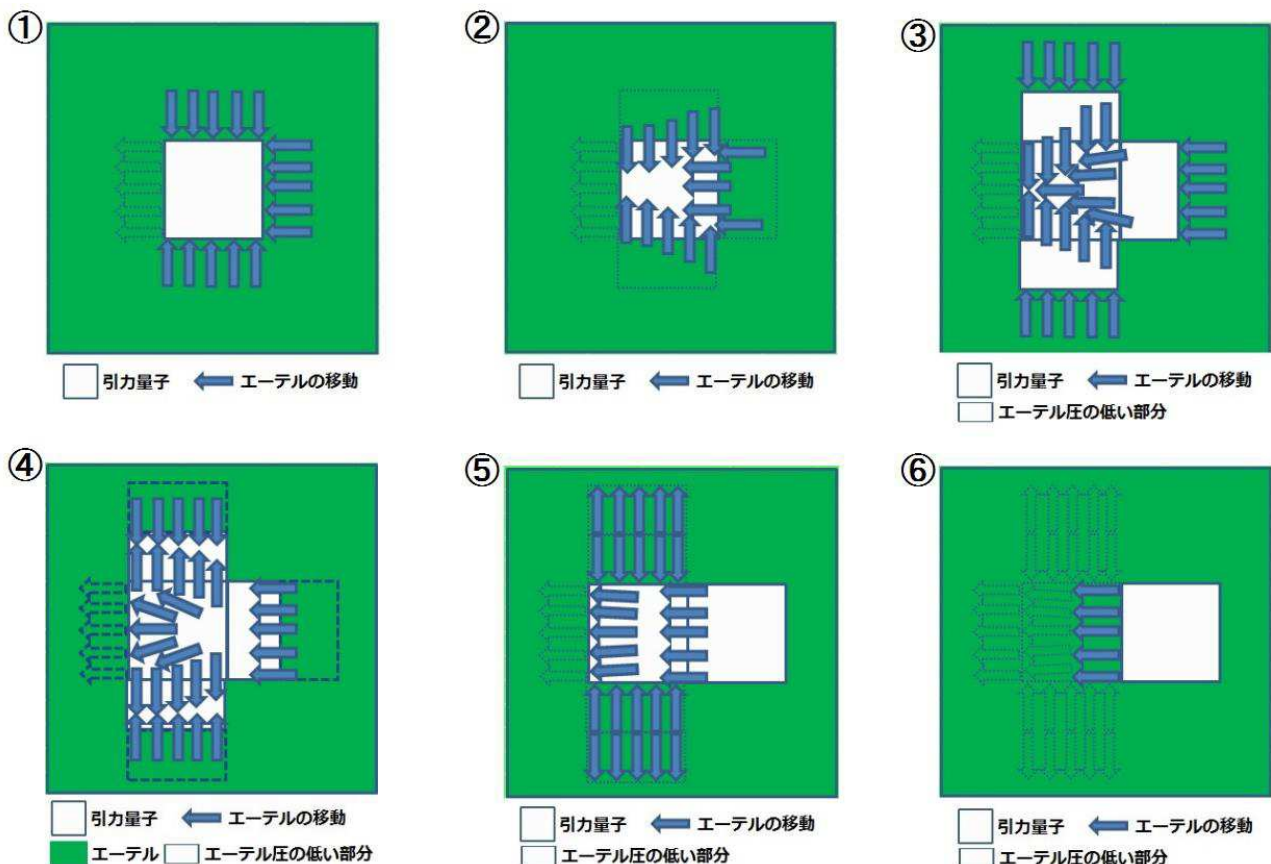 ①
②
③
引力量子 エーテルの移動
引力量子 エーテルの移動
引力量子 エーテルの移動
エーテル圧の低い部分
④
⑤
⑥
引力量子 エーテルの移動
エーテル エーテル圧の低い部分
引力量子 エーテルの移動
エーテル圧の低い部分
引力量子 エーテルの移動
エーテル圧の低い部分